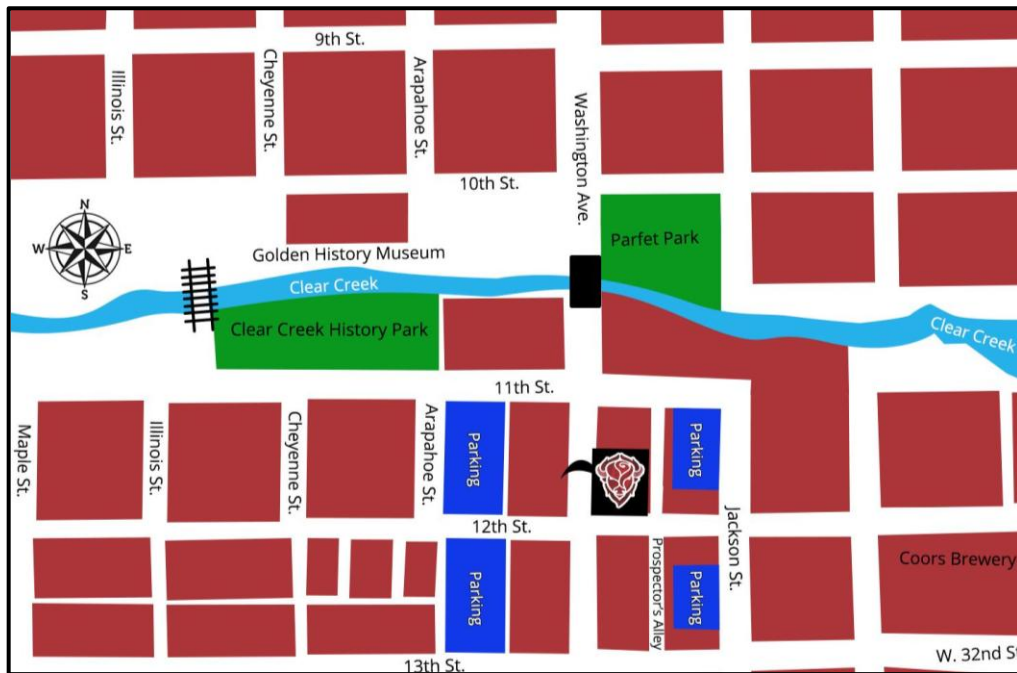 9th St.
Illinois St.
Cheyenne St.
Arapahoe St.
Washington Ave.
10th St.
N
W E
S
Parfet Park
Golden History Museum
Clear Creek
Clear Creek History Park
Clear Creek
11th St.
Maple St.
Illinois St.
Cheyenne St.
Arapahoe St.
Parking
Parking
12th St.
Jackson St.
Parking
Prospector's Alley
Parking
Coors Brewery
13th St.
W. 32nd St